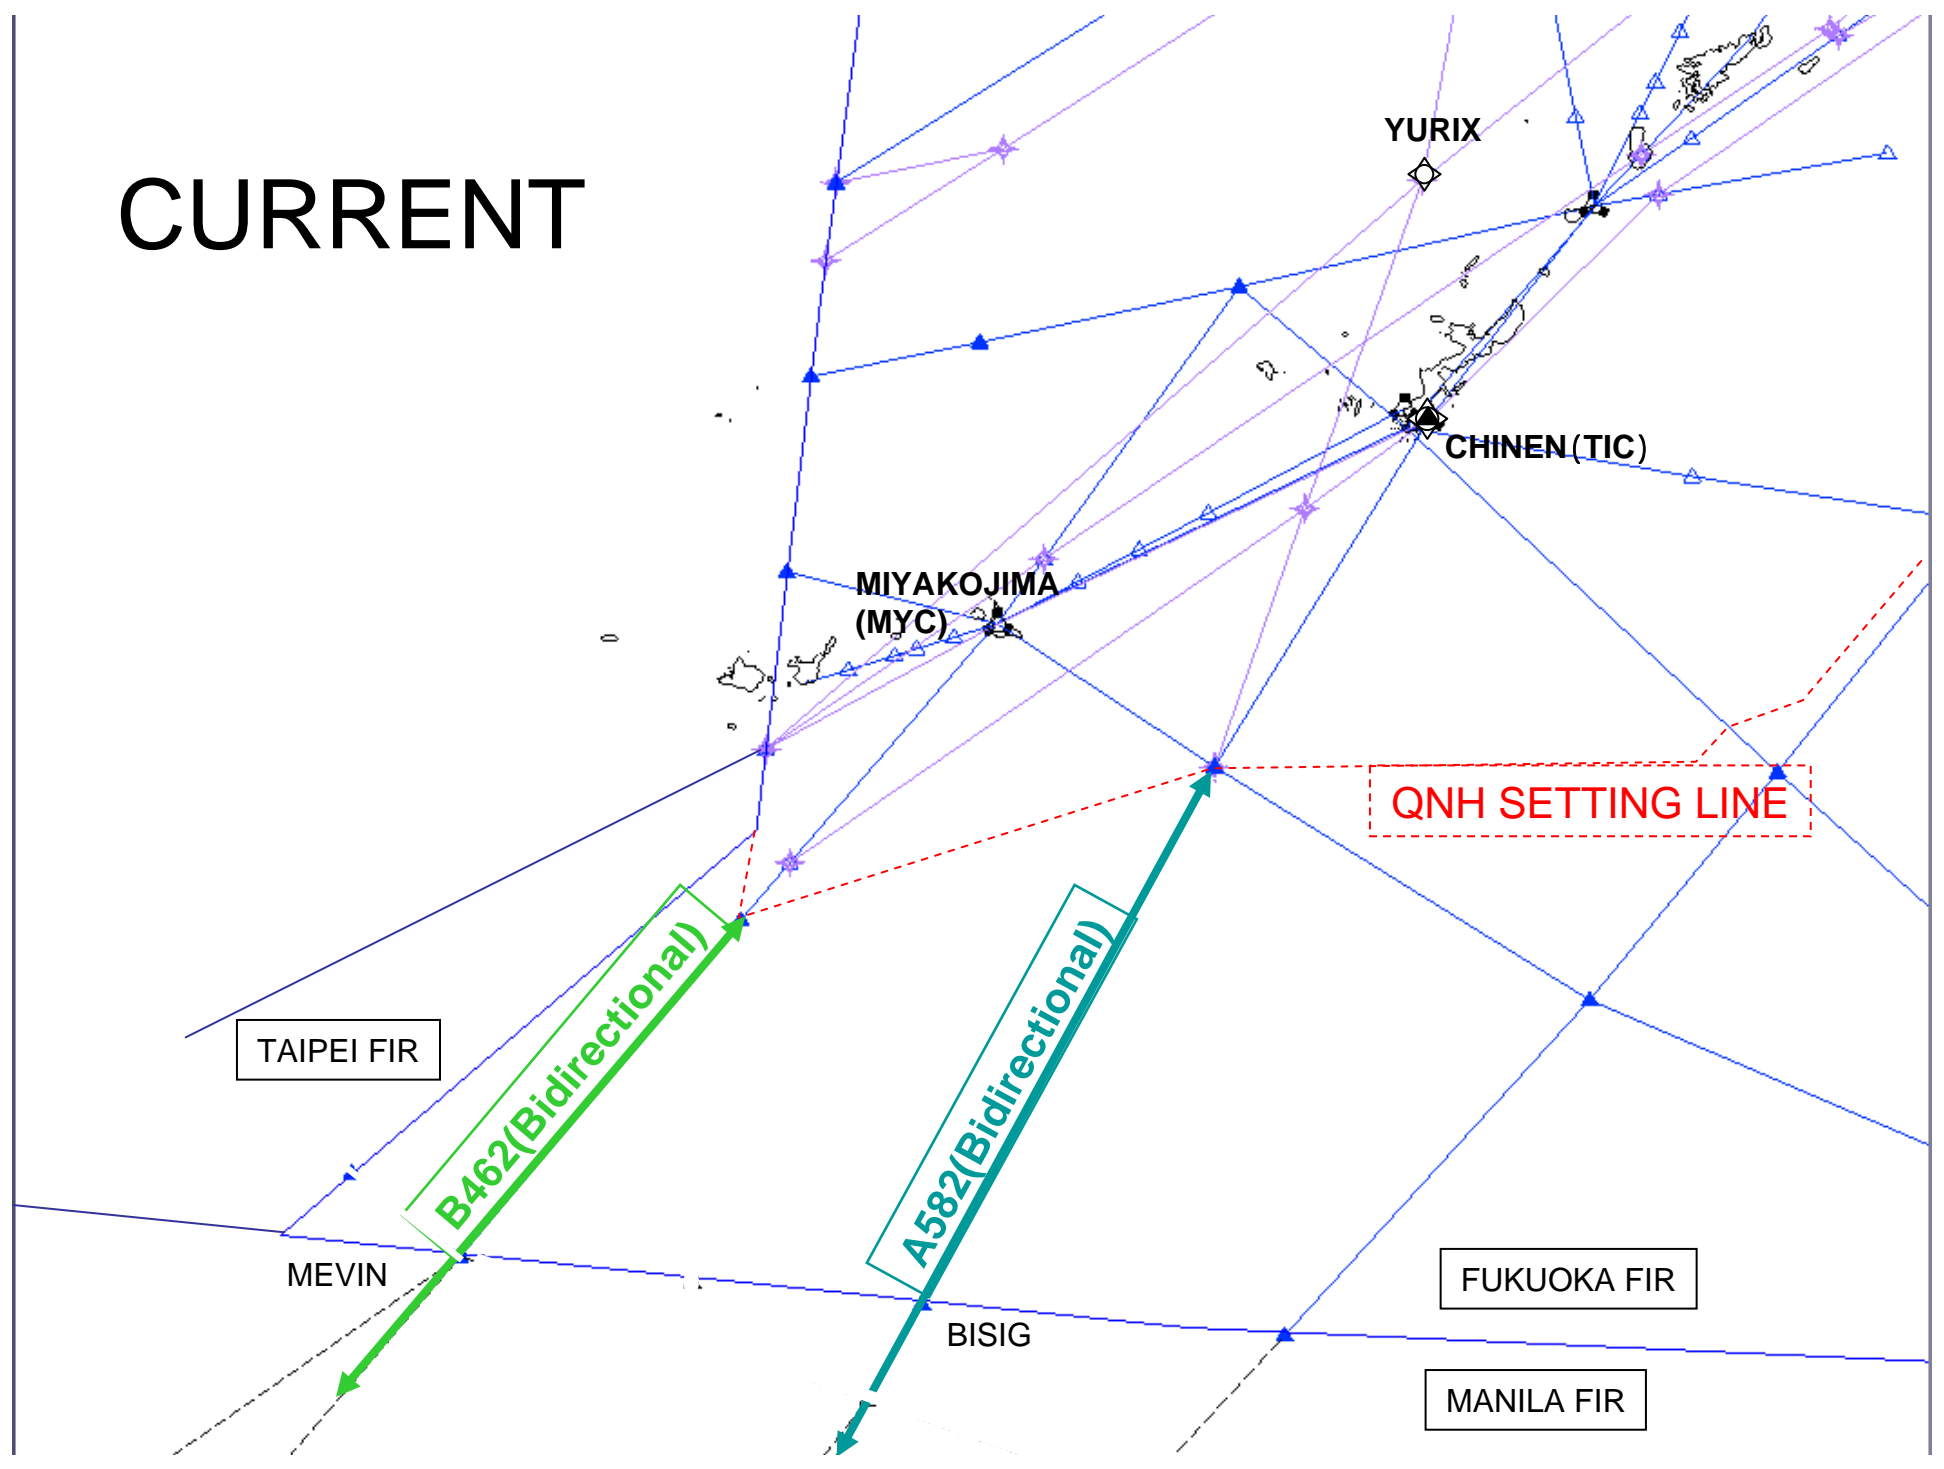 CURRENT
YURIX
CHINEN(TIC)
MIYAKOJIMA
(MYC)
QNH SETTING LINE
B462(Bidirectional)
A582(Bidirectional)
TAIPEI FIR
MEVIN
BISIG
FUKUOKA FIR
MANILA FIR